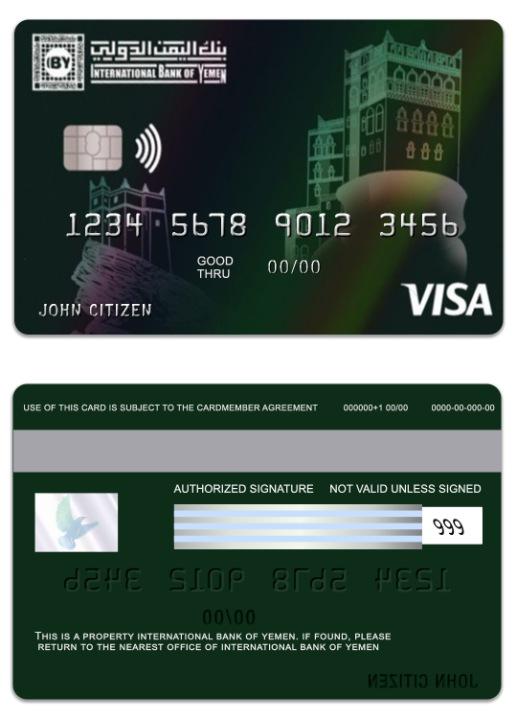 IBY
بنك اليمن الدولي
INTERNATIONAL BANK OF YEMEN
1234 5678 9012 3456
GOOD
THRU 00/00
JOHN CITIZEN
VISA
USE OF THIS CARD IS SUBJECT TO THE CARDMEMBER AGREEMENT 000000+1 00/00 0000-00-000-00
AUTHORIZED SIGNATURE NOT VALID UNLESS SIGNED
999
1234 5678 9012 3456
00/00
THIS IS A PROPERTY INTERNATIONAL BANK OF YEMEN. IF FOUND, PLEASE
RETURN TO THE NEAREST OFFICE OF INTERNATIONAL BANK OF YEMEN
JOHN CITIZEN